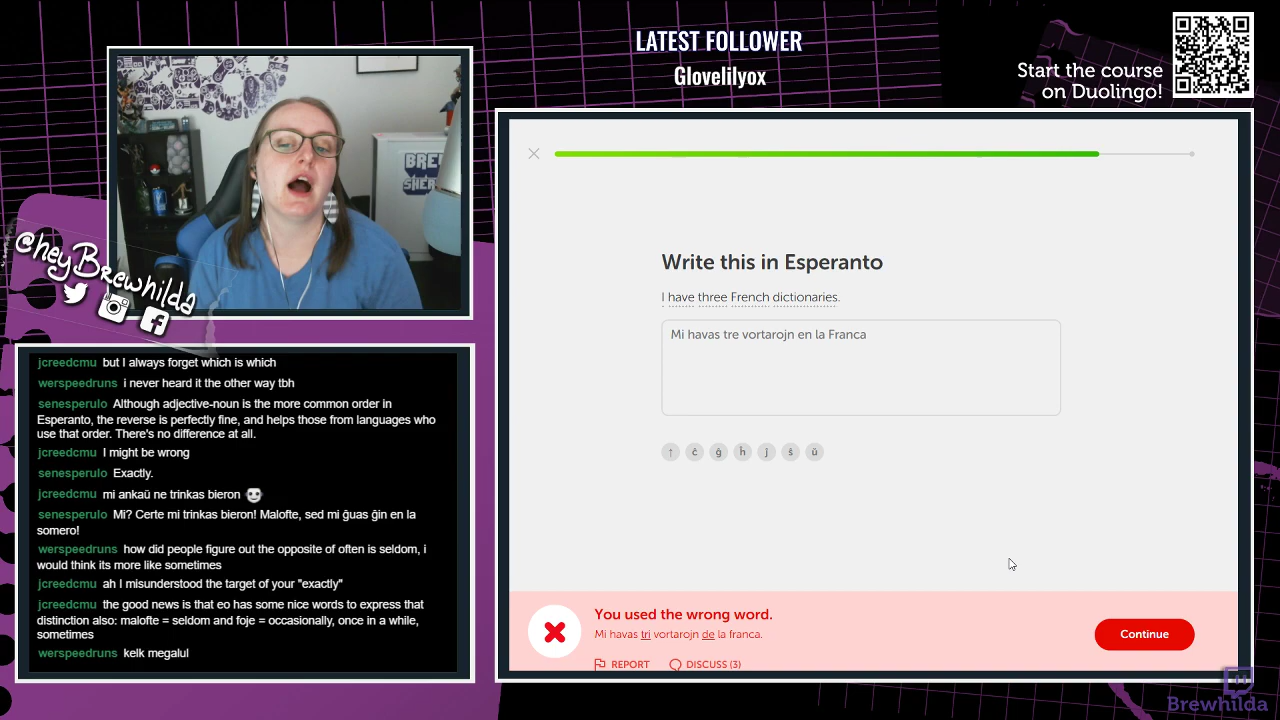 LATEST FOLLOWER
Glovelilyox
Start the course
on Duolingo!
BRE
SHE
@heyBrewhilda
Write this in Esperanto
I have three French dictionaries.
Mi havas tre vortarojn en la Franca
↑ ĉ ĝ ĥ ĵ ŝ ŭ
You used the wrong word.
Mi havas tri vortarojn de la franca.
REPORT DISCUSS (3)
Continue
jcreedcmu but I always forget which is which
werspeedruns i never heard it the other way tbh
senesperulo Although adjective-noun is the more common order in
Esperanto, the reverse is perfectly fine, and helps those from languages who
use that order. There's no difference at all.
jcreedcmu I might be wrong
senesperulo Exactly.
jcreedcmu mi ankaŭ ne trinkas bieron
senesperulo Mi? Certe mi trinkas bieron! Malofte, sed mi ĝuas ĝin en la
somero!
werspeedruns how did people figure out the opposite of often is seldom, i
would think its more like sometimes
jcreedcmu ah I misunderstood the target of your "exactly"
jcreedcmu the good news is that eo has some nice words to express that
distinction also: malofte = seldom and foje = occasionally, once in a while,
sometimes
werspeedruns kelk megalul
Brewhilda